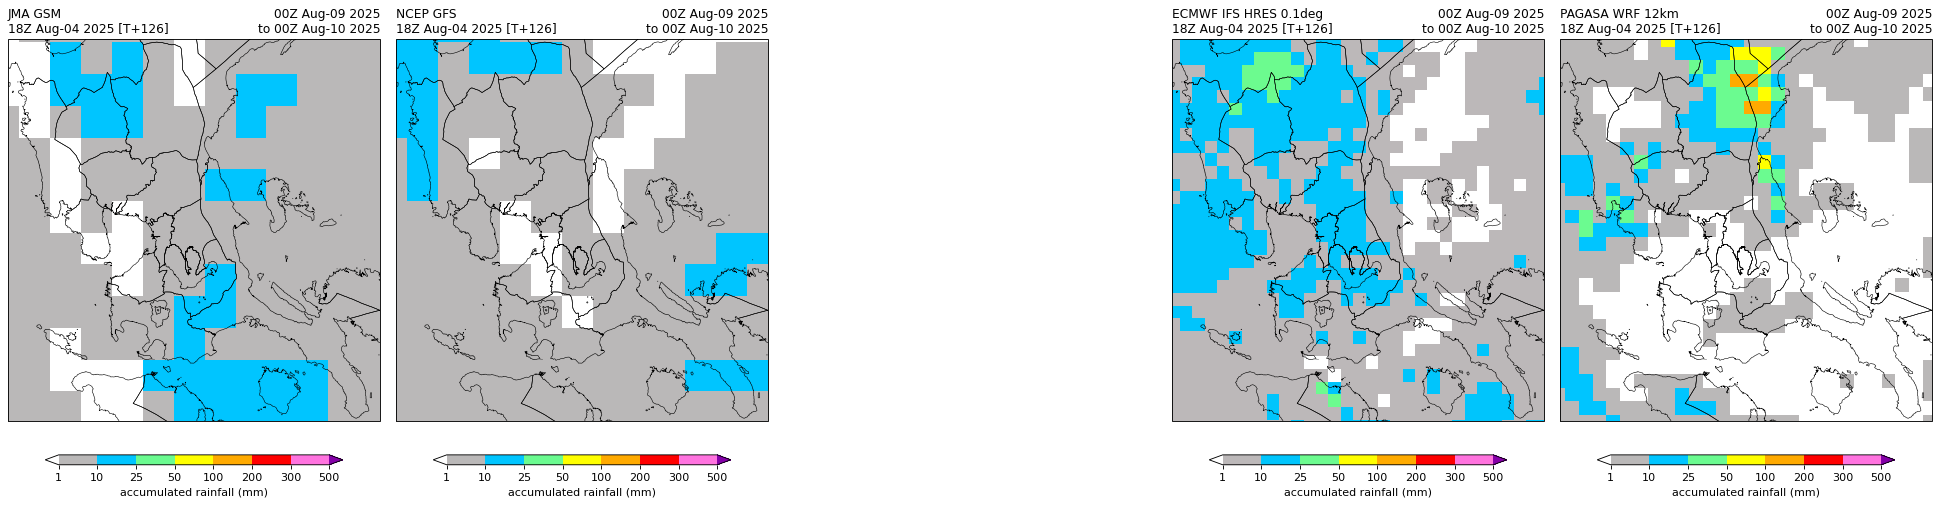 JMA GSM 00Z Aug-09 2025
18Z Aug-04 2025 [T+126] to 00Z Aug-10 2025
1 10 25 50 100 200 300 500
accumulated rainfall (mm)
NCEP GFS 00Z Aug-09 2025
18Z Aug-04 2025 [T+126] to 00Z Aug-10 2025
1 10 25 50 100 200 300 500
accumulated rainfall (mm)
ECMWF IFS HRES 0.1deg 00Z Aug-09 2025
18Z Aug-04 2025 [T+126] to 00Z Aug-10 2025
1 10 25 50 100 200 300 500
accumulated rainfall (mm)
PAGASA WRF 12km 00Z Aug-09 2025
18Z Aug-04 2025 [T+126] to 00Z Aug-10 2025
1 10 25 50 100 200 300 500
accumulated rainfall (mm)